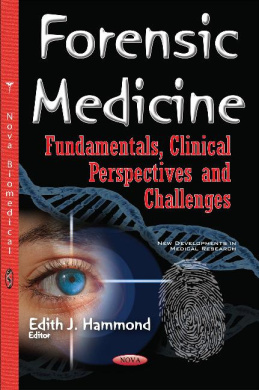 Forensic
Medicine
Fundamentals, Clinical
Perspectives and
Challenges
New Developments in
Medical Research
Edith J. Hammond
Editor
NOVA
Nova Biomedical